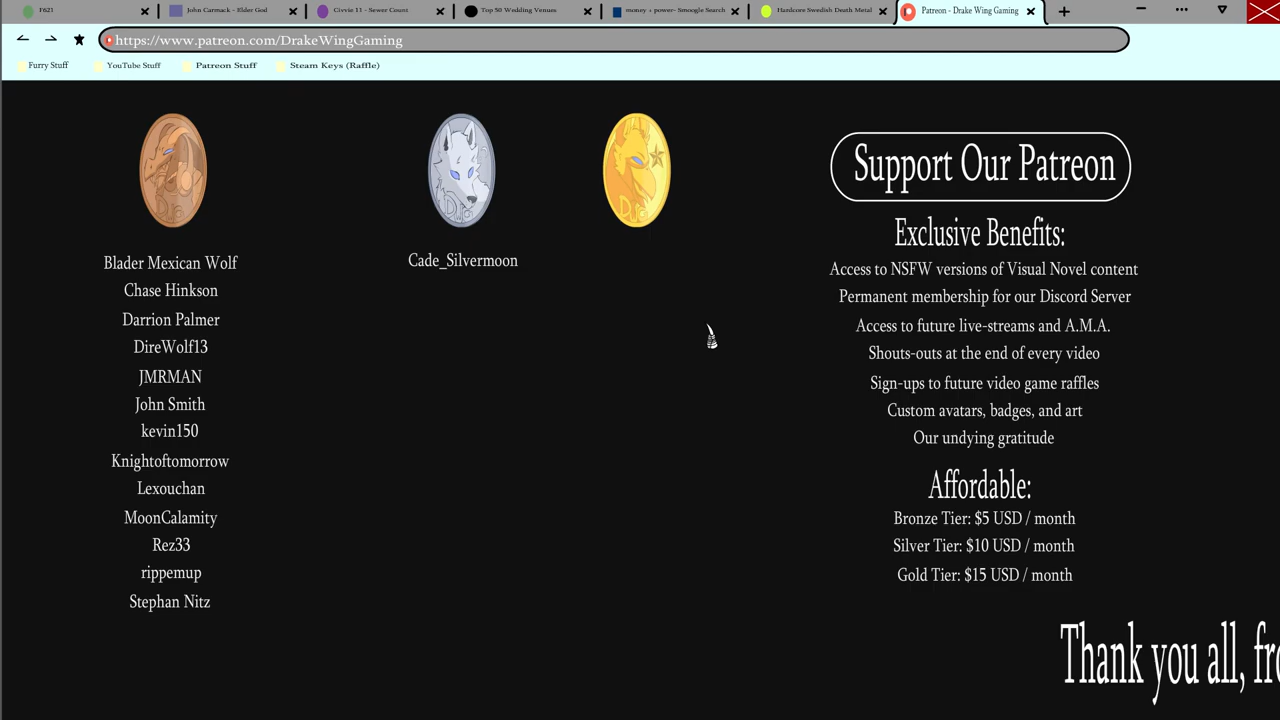 F621
John Carmack - Elder God
Civvie 11 - Sewer Count
Top 50 Wedding Venues
money + power- Smoogle Search
Hardcore Swedish Death Metal
Patreon - Drake Wing Gaming
https://www.patreon.com/DrakeWingGaming
Furry Stuff
YouTube Stuff
Patreon Stuff
Steam Keys (Raffle)
Blader Mexican Wolf
Chase Hinkson
Darrion Palmer
DireWolf13
JMRMAN
John Smith
kevin150
Knightoftomorrow
Lexouchan
MoonCalamity
Rez33
rippemup
Stephan Nitz
Cade_Silvermoon
Support Our Patreon
Exclusive Benefits:
Access to NSFW versions of Visual Novel content
Permanent membership for our Discord Server
Access to future live-streams and A.M.A.
Shouts-outs at the end of every video
Sign-ups to future video game raffles
Custom avatars, badges, and art
Our undying gratitude
Affordable:
Bronze Tier: $5 USD / month
Silver Tier: $10 USD / month
Gold Tier: $15 USD / month
Thank you all, fro